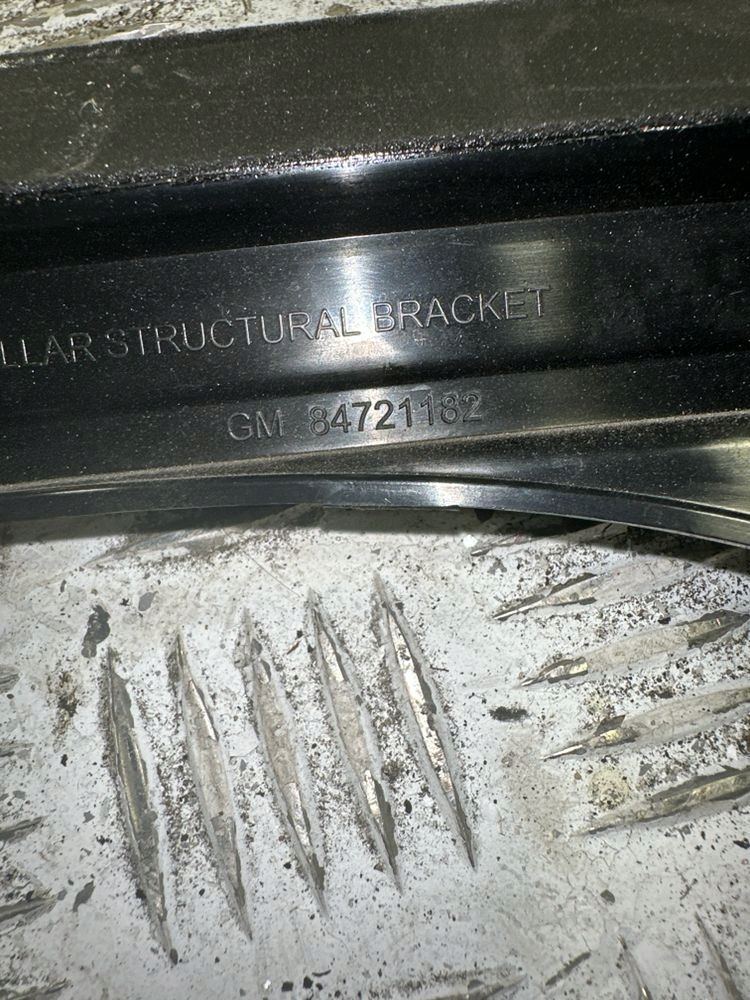 LLAR STRUCTURAL BRACKET
GM 84721182